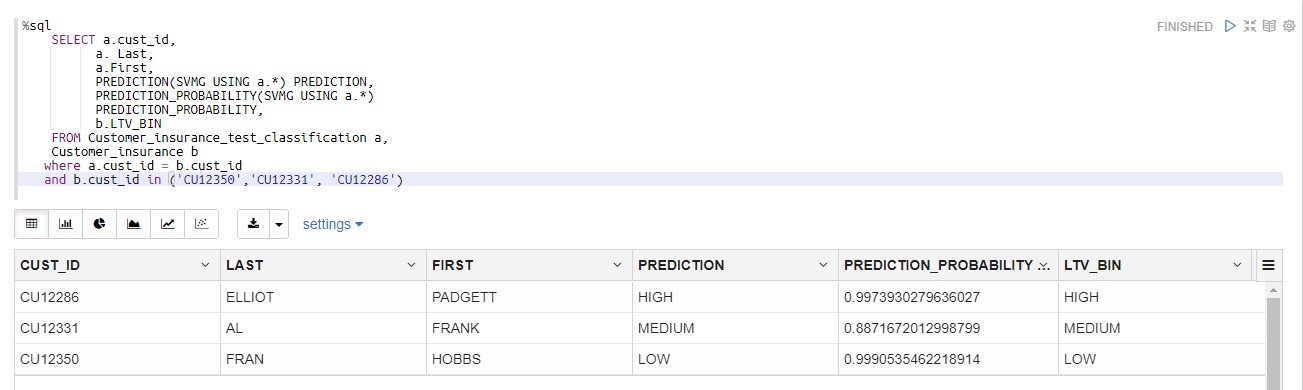 %sql
SELECT a.cust_id,
a. Last,
a.First,
PREDICTION(SVMG USING a.*) PREDICTION,
PREDICTION_PROBABILITY(SVMG USING a.*)
PREDICTION_PROBABILITY,
b.LTV_BIN
FROM Customer_insurance_test_classification a,
Customer_insurance b
where a.cust_id = b.cust_id
and b.cust_id in ('CU12350','CU12331', 'CU12286')
FINISHED
settings
CUST_ID LAST FIRST PREDICTION PREDICTION_PROBABILITY ... LTV_BIN
CU12286 ELLIOT PADGETT HIGH 0.9973930279636027 HIGH
CU12331 AL FRANK MEDIUM 0.8871672012998799 MEDIUM
CU12350 FRAN HOBBS LOW 0.9990535462218914 LOW